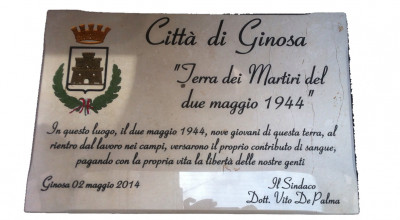 Città di Ginosa
"Terra dei Martiri del
due maggio 1944"
In questo luogo, il due maggio 1944, nove giovani di questa terra, al
rientro dal lavoro nei campi, versarono il proprio contributo di sangue,
pagando con la propria vita la libertà delle nostre genti
Ginosa 02 maggio 2014 Il Sindaco
Dott. Vito De Palma